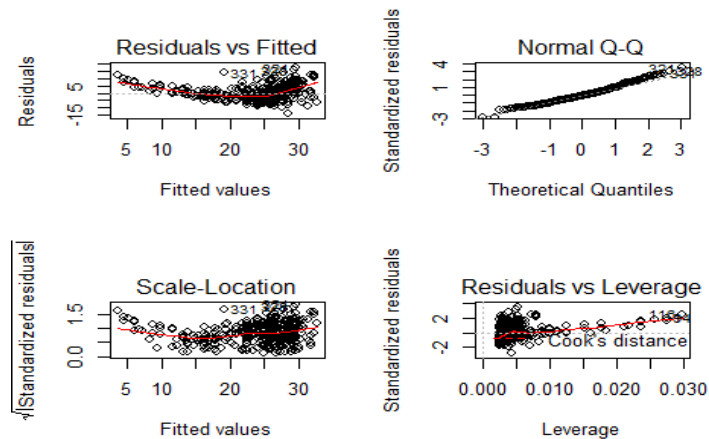 Residuals vs Fitted
Residuals
5
-15
331
5 10 20 30
Fitted values
Normal Q-Q
Standardized residuals
4
1
-3
-3 -1 0 1 2 3
Theoretical Quantiles
Scale-Location
√|Standardized residuals|
1.5
0.0
331
5 10 20 30
Fitted values
Residuals vs Leverage
Standardized residuals
2
-2
Cook's distance
0.000 0.010 0.020 0.030
Leverage